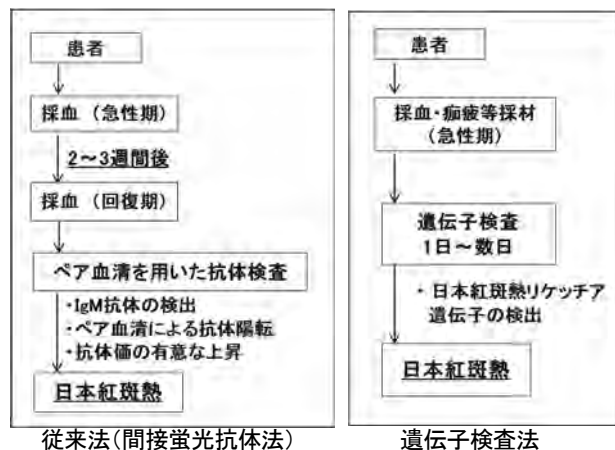 患者
採血（急性期）
2～3週間後
採血（回復期）
ペア血清を用いた抗体検査
・IgM抗体の検出
・ペア血清による抗体陽転
・抗体価の有意な上昇
日本紅斑熱
従来法（間接蛍光抗体法）
患者
採血・痂疲等採材
（急性期）
遺伝子検査
1日～数日
・日本紅斑熱リケッチア
遺伝子の検出
日本紅斑熱
遺伝子検査法